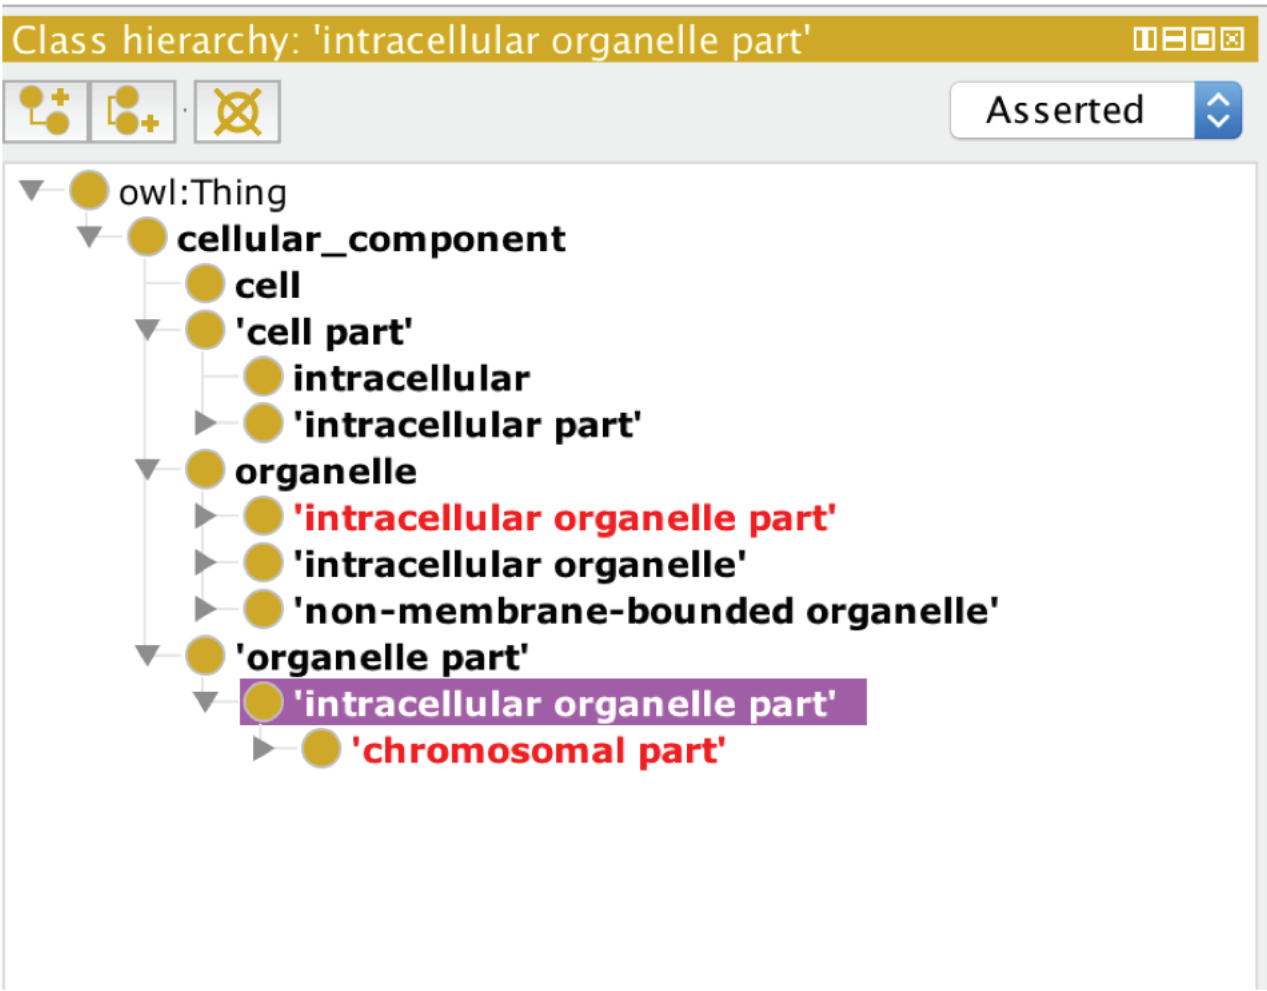 Class hierarchy: 'intracellular organelle part'
Asserted
owl:Thing
cellular_component
cell
'cell part'
intracellular
'intracellular part'
organelle
'intracellular organelle part'
'intracellular organelle'
'non-membrane-bounded organelle'
'organelle part'
'intracellular organelle part'
'chromosomal part'